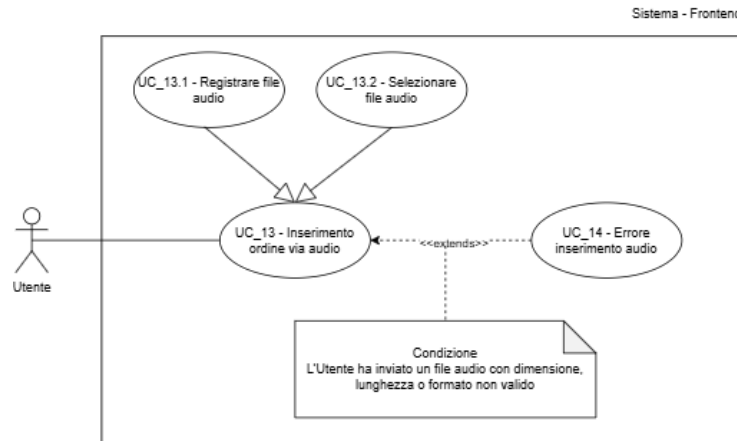 Sistema - Frontend
UC_13.1 - Registrare file
audio
UC_13.2 - Selezionare
file audio
UC_13 - Inserimento
ordine via audio
<<extends>>
UC_14 - Errore
inserimento audio
Utente
Condizione
L'Utente ha inviato un file audio con dimensione,
lunghezza o formato non valido